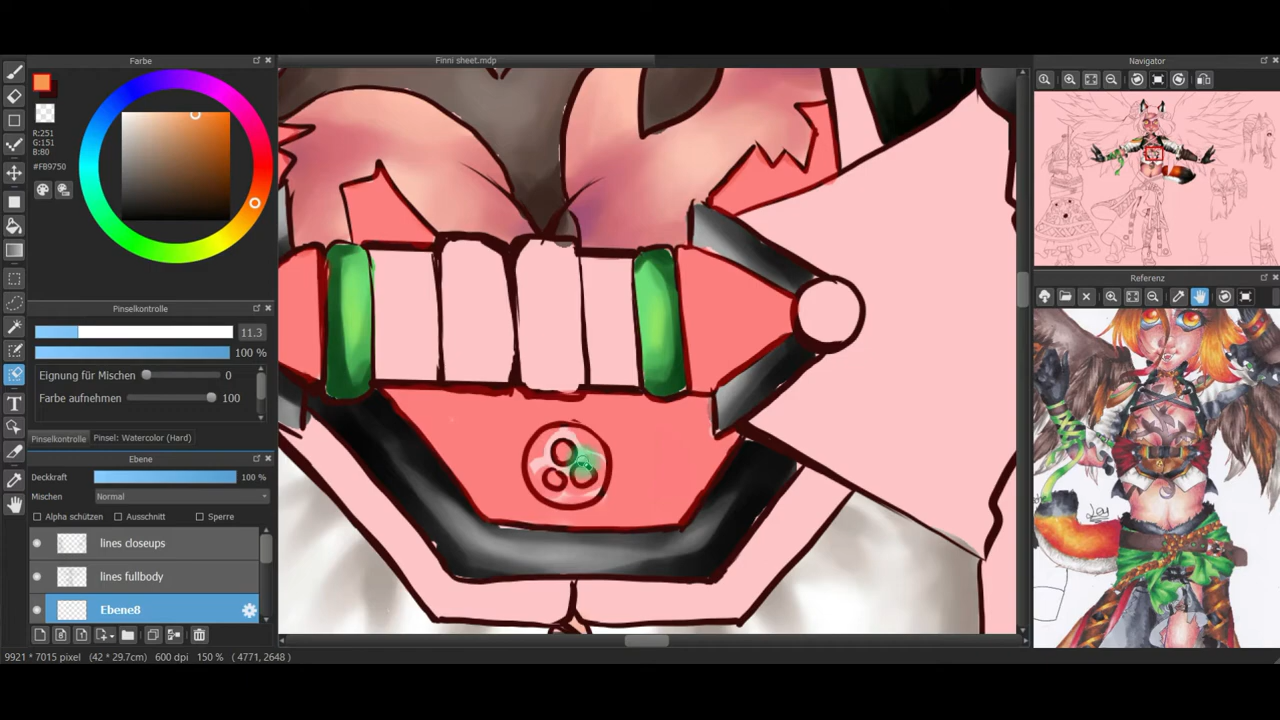 Farbe
R:251
G:151
B:80
#FB9750
Pinselkontrolle
11.3
100 %
Eignung für Mischen
0
Farbe aufnehmen
100
Pinselkontrolle
Pinsel: Watercolor (Hard)
Ebene
Deckkraft
100 %
Mischen
Normal
Alpha schützen
Ausschnitt
Sperre
lines closeups
lines fullbody
Ebene8
9921 * 7015 pixel (42 * 29.7cm) 600 dpi 150 % ( 4771, 2648 )
Finni sheet.mdp
Navigator
Referenz